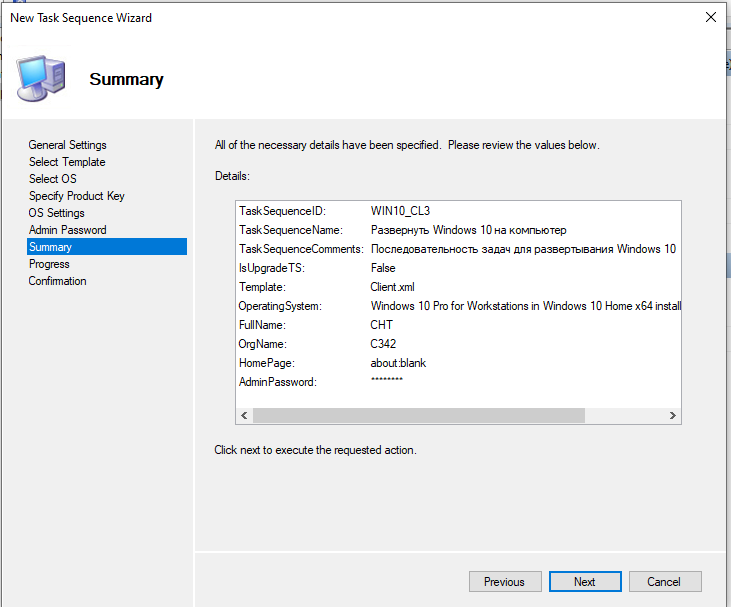 New Task Sequence Wizard
Summary
General Settings
Select Template
Select OS
Specify Product Key
OS Settings
Admin Password
Summary
Progress
Confirmation
All of the necessary details have been specified. Please review the values below.
Details:
TaskSequenceID: WIN10_CL3
TaskSequenceName: Развернуть Windows 10 на компьютер
TaskSequenceComments: Последовательность задач для развертывания Windows 10
IsUpgradeTS: False
Template: Client.xml
OperatingSystem: Windows 10 Pro for Workstations in Windows 10 Home x64 install
FullName: CHT
OrgName: C342
HomePage: about:blank
AdminPassword: ********
Click next to execute the requested action.
Previous Next Cancel